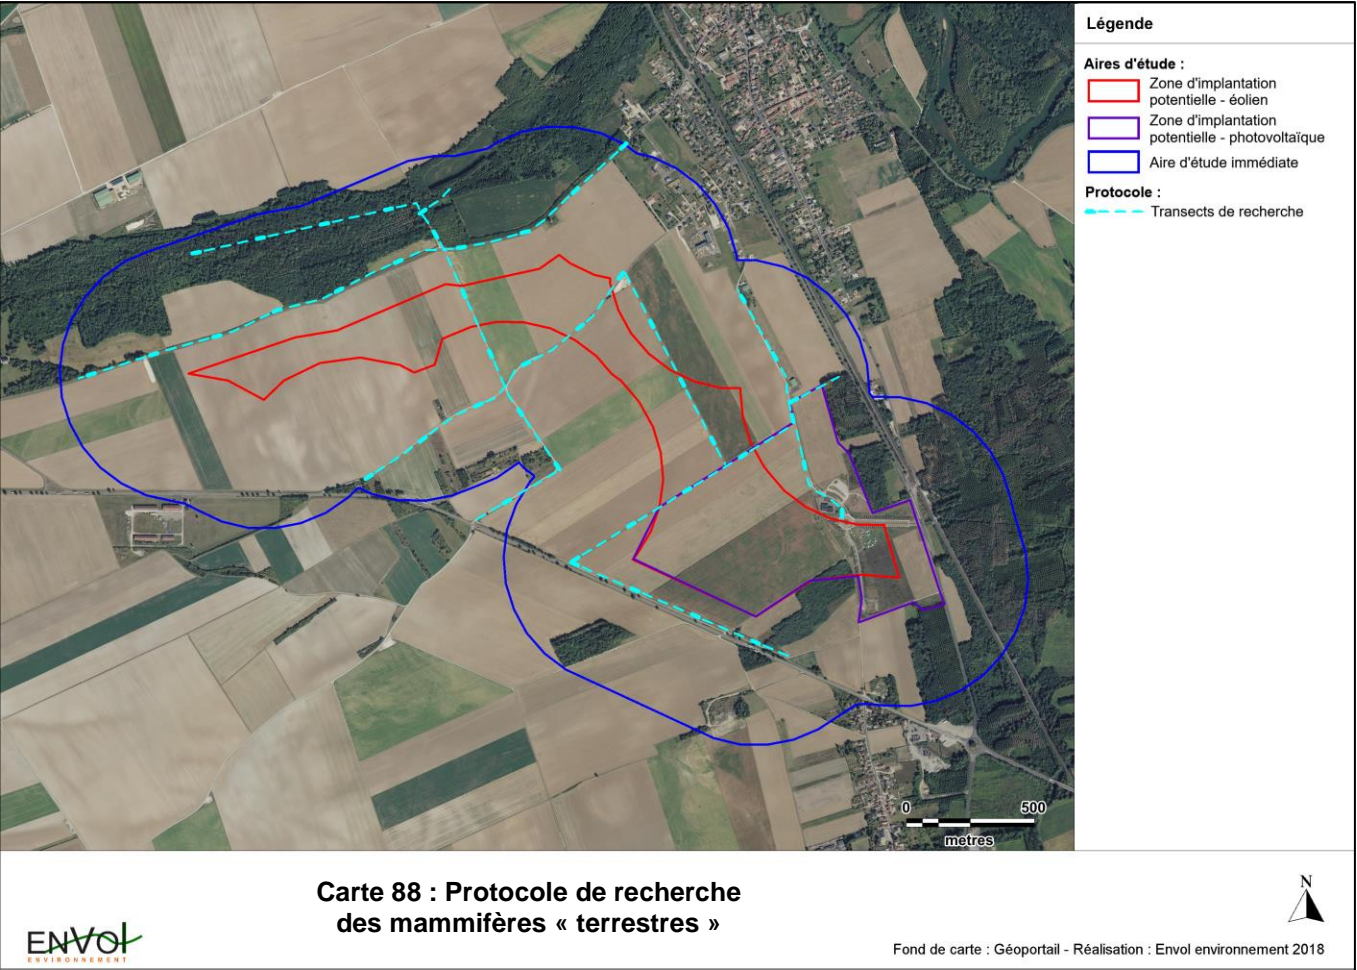 Légende
Aires d'étude :
Zone d'implantation
potentielle - éolien
Zone d'implantation
potentielle - photovoltaïque
Aire d'étude immédiate
Protocole :
Transects de recherche
0 500
metres
Carte 88 : Protocole de recherche
des mammifères « terrestres »
N
ENVOL
ENVIRONNEMENT
Fond de carte : Géoportail - Réalisation : Envol environnement 2018